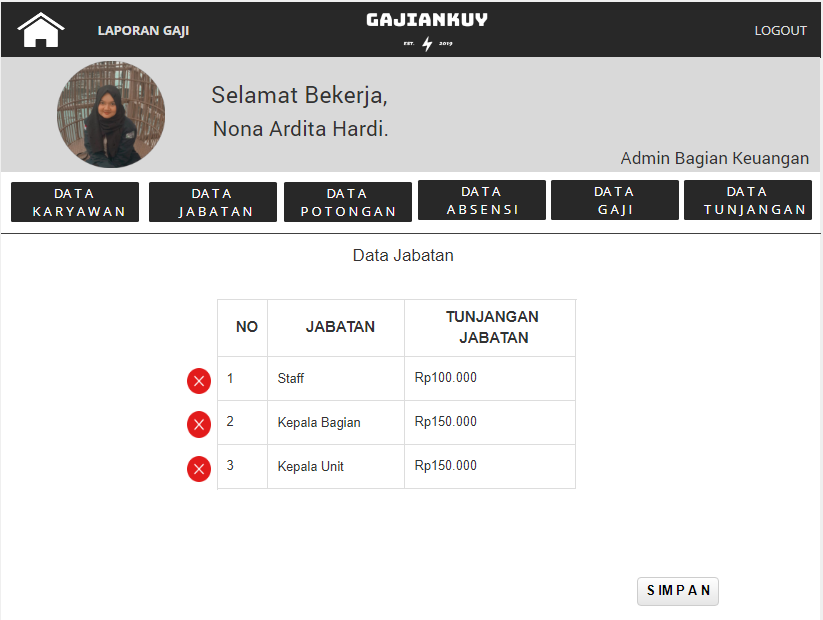 LAPORAN GAJI
GAJIANKUY
EST. 2019
LOGOUT
Selamat Bekerja,
Nona Ardita Hardi.
Admin Bagian Keuangan
DATA
KARYAWAN
DATA
JABATAN
DATA
POTONGAN
DATA
ABSENSI
DATA
GAJI
DATA
TUNJANGAN
Data Jabatan
NO JABATAN TUNJANGAN
JABATAN
1 Staff Rp100.000
2 Kepala Bagian Rp150.000
3 Kepala Unit Rp150.000
SIMPAN